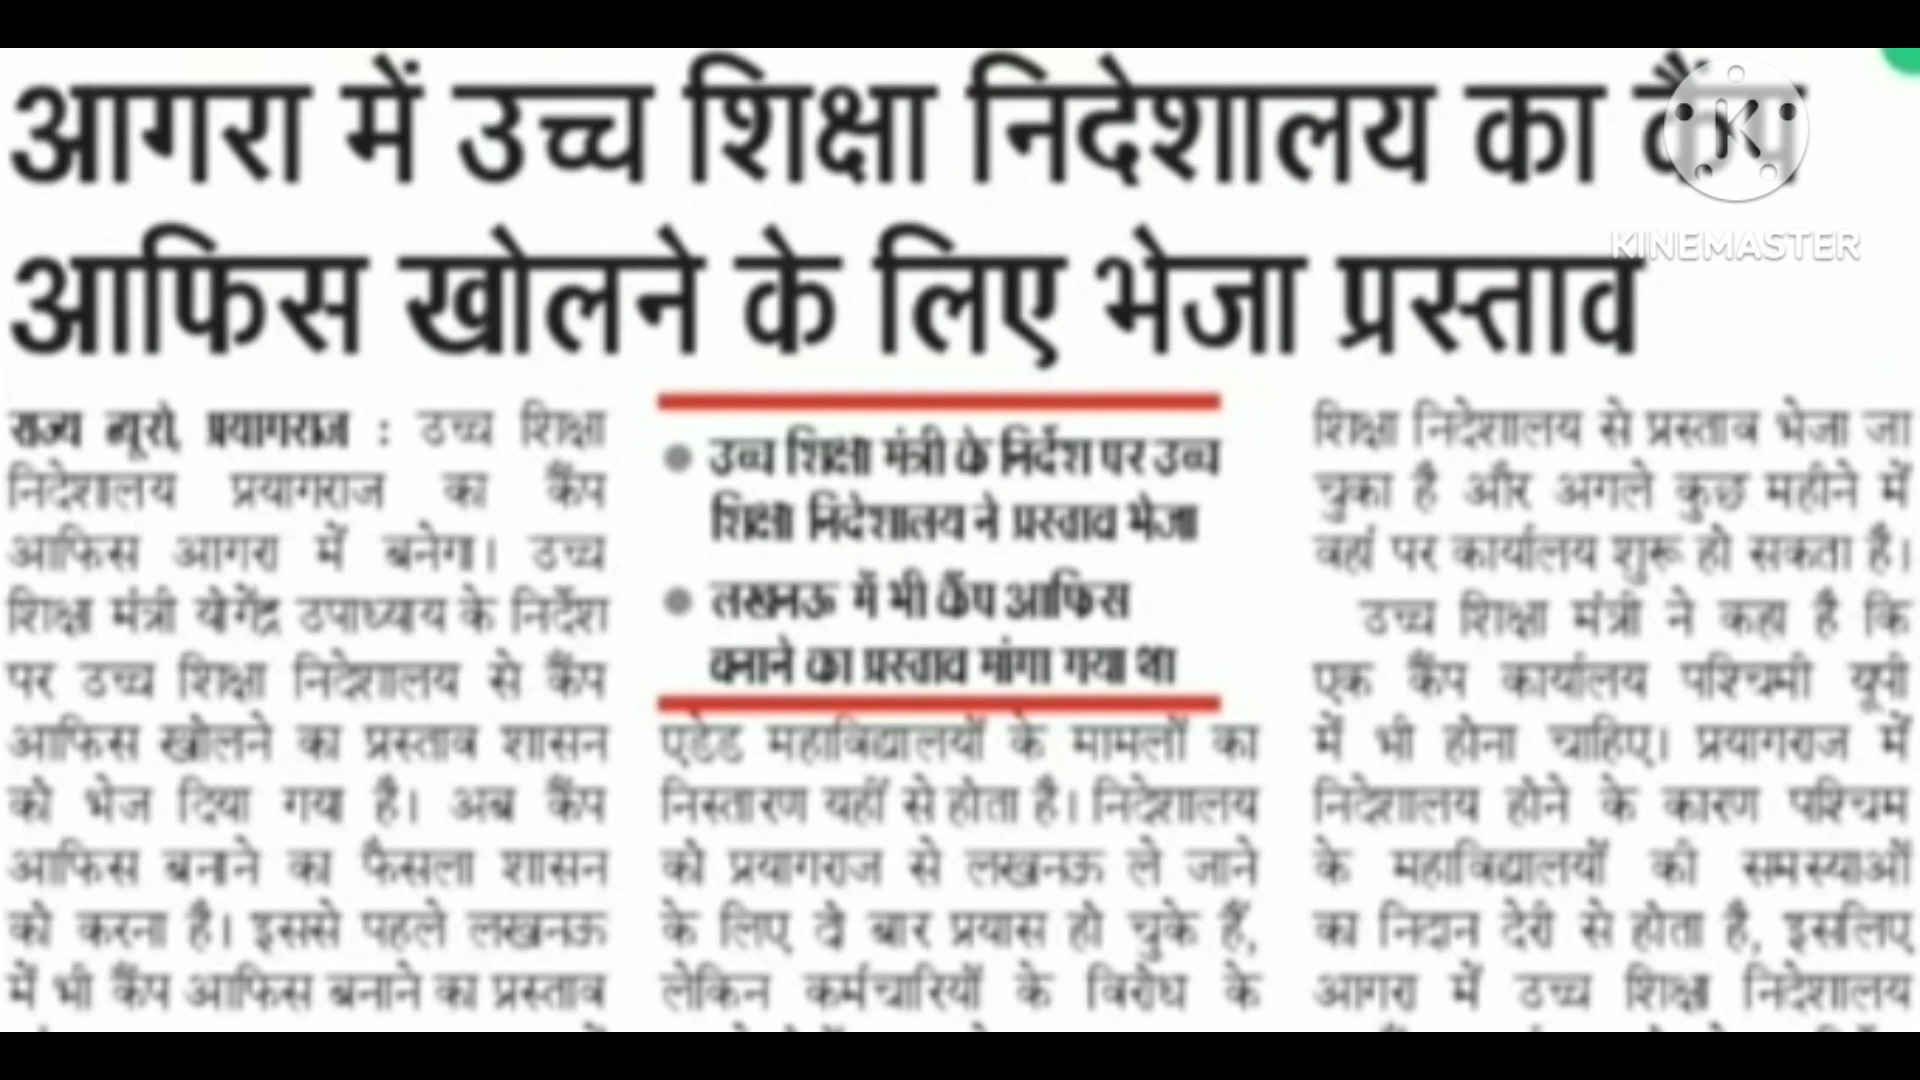 आगरा में उच्च शिक्षा निदेशालय का कैंप
आफिस खोलने के लिए भेजा प्रस्ताव
KINEMASTER
राज्य ब्यूरो, प्रयागराज : उच्च शिक्षा
निदेशालय प्रयागराज का कैंप
आफिस आगरा में बनेगा। उच्च
शिक्षा मंत्री योगेंद्र उपाध्याय के निर्देश
पर उच्च शिक्षा निदेशालय से कैंप
आफिस खोलने का प्रस्ताव शासन
को भेज दिया गया है। अब कैंप
आफिस बनाने का फैसला शासन
को करना है। इससे पहले लखनऊ
में भी कैंप आफिस बनाने का प्रस्ताव
● उच्च शिक्षा मंत्री के निर्देश पर उच्च
शिक्षा निदेशालय ने प्रस्ताव भेजा
● लखनऊ में भी कैंप आफिस
बनाने का प्रस्ताव मांगा गया था
एडेड महाविद्यालयों के मामलों का
निस्तारण यहीं से होता है। निदेशालय
को प्रयागराज से लखनऊ ले जाने
के लिए दो बार प्रयास हो चुके हैं,
लेकिन कर्मचारियों के विरोध के
शिक्षा निदेशालय से प्रस्ताव भेजा जा
चुका है और अगले कुछ महीने में
वहां पर कार्यालय शुरू हो सकता है।
उच्च शिक्षा मंत्री ने कहा है कि
एक कैंप कार्यालय पश्चिमी यूपी
में भी होना चाहिए। प्रयागराज में
निदेशालय होने के कारण पश्चिम
के महाविद्यालयों की समस्याओं
का निदान देरी से होता है, इसलिए
आगरा में उच्च शिक्षा निदेशालय